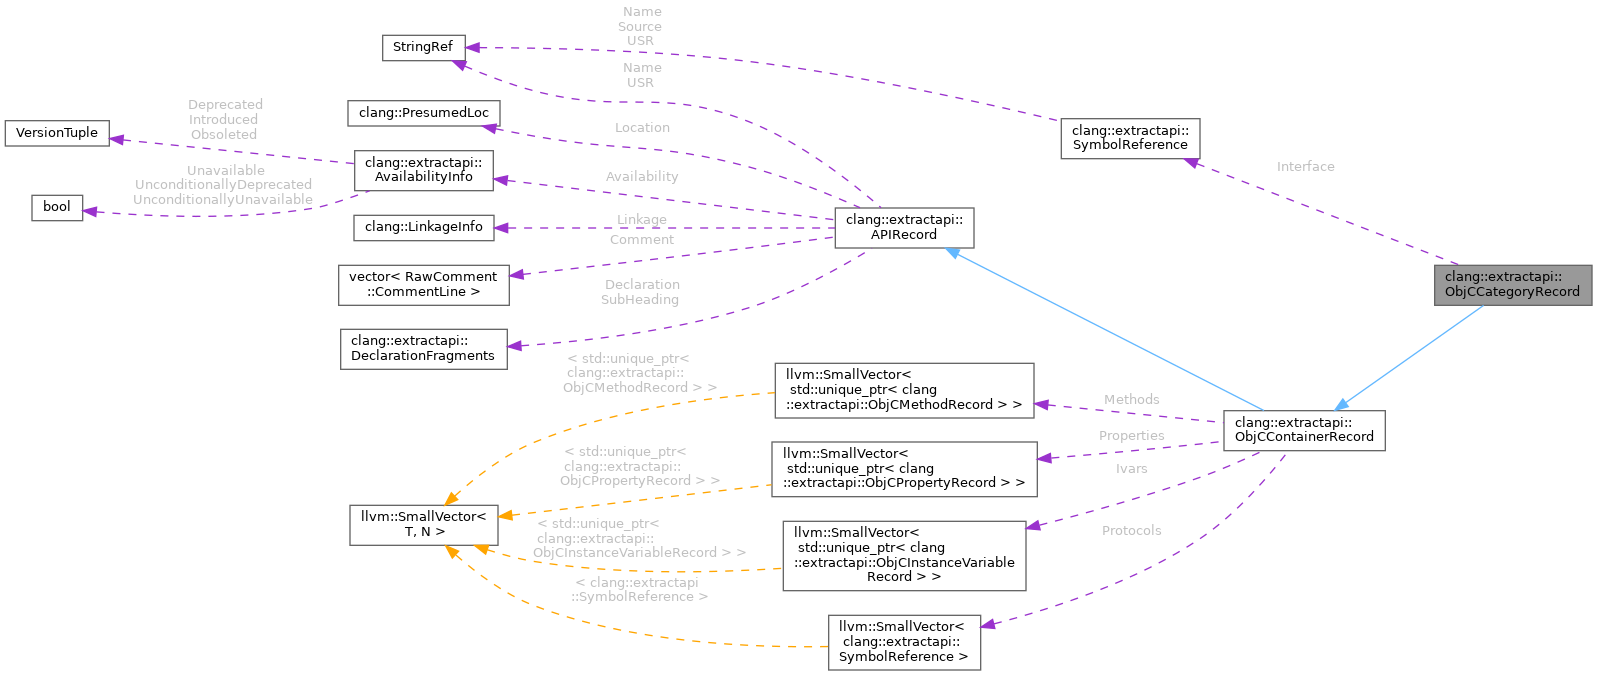 Name
Source
USR
StringRef
Name
USR
Deprecated
Introduced
Obsoleted
VersionTuple
clang::PresumedLoc
Location
clang::extractapi::
SymbolReference
Unavailable
UnconditionallyDeprecated
UnconditionallyUnavailable
bool
clang::extractapi::
AvailabilityInfo
Availability
Interface
clang::LinkageInfo
Linkage
clang::extractapi::
APIRecord
Comment
vector< RawComment
::CommentLine >
clang::extractapi::
ObjCCategoryRecord
Declaration
SubHeading
clang::extractapi::
DeclarationFragments
< std::unique_ptr<
clang::extractapi::
ObjCMethodRecord > >
llvm::SmallVector<
std::unique_ptr< clang
::extractapi::ObjCMethodRecord > >
Methods
clang::extractapi::
ObjCContainerRecord
Properties
< std::unique_ptr<
clang::extractapi::
ObjCPropertyRecord > >
llvm::SmallVector<
std::unique_ptr< clang
::extractapi::ObjCPropertyRecord > >
Ivars
llvm::SmallVector<
T, N >
< std::unique_ptr<
clang::extractapi::
ObjCInstanceVariableRecord > >
llvm::SmallVector<
std::unique_ptr< clang
::extractapi::ObjCInstanceVariable
Record > >
Protocols
< clang::extractapi
::SymbolReference >
llvm::SmallVector<
clang::extractapi::
SymbolReference >